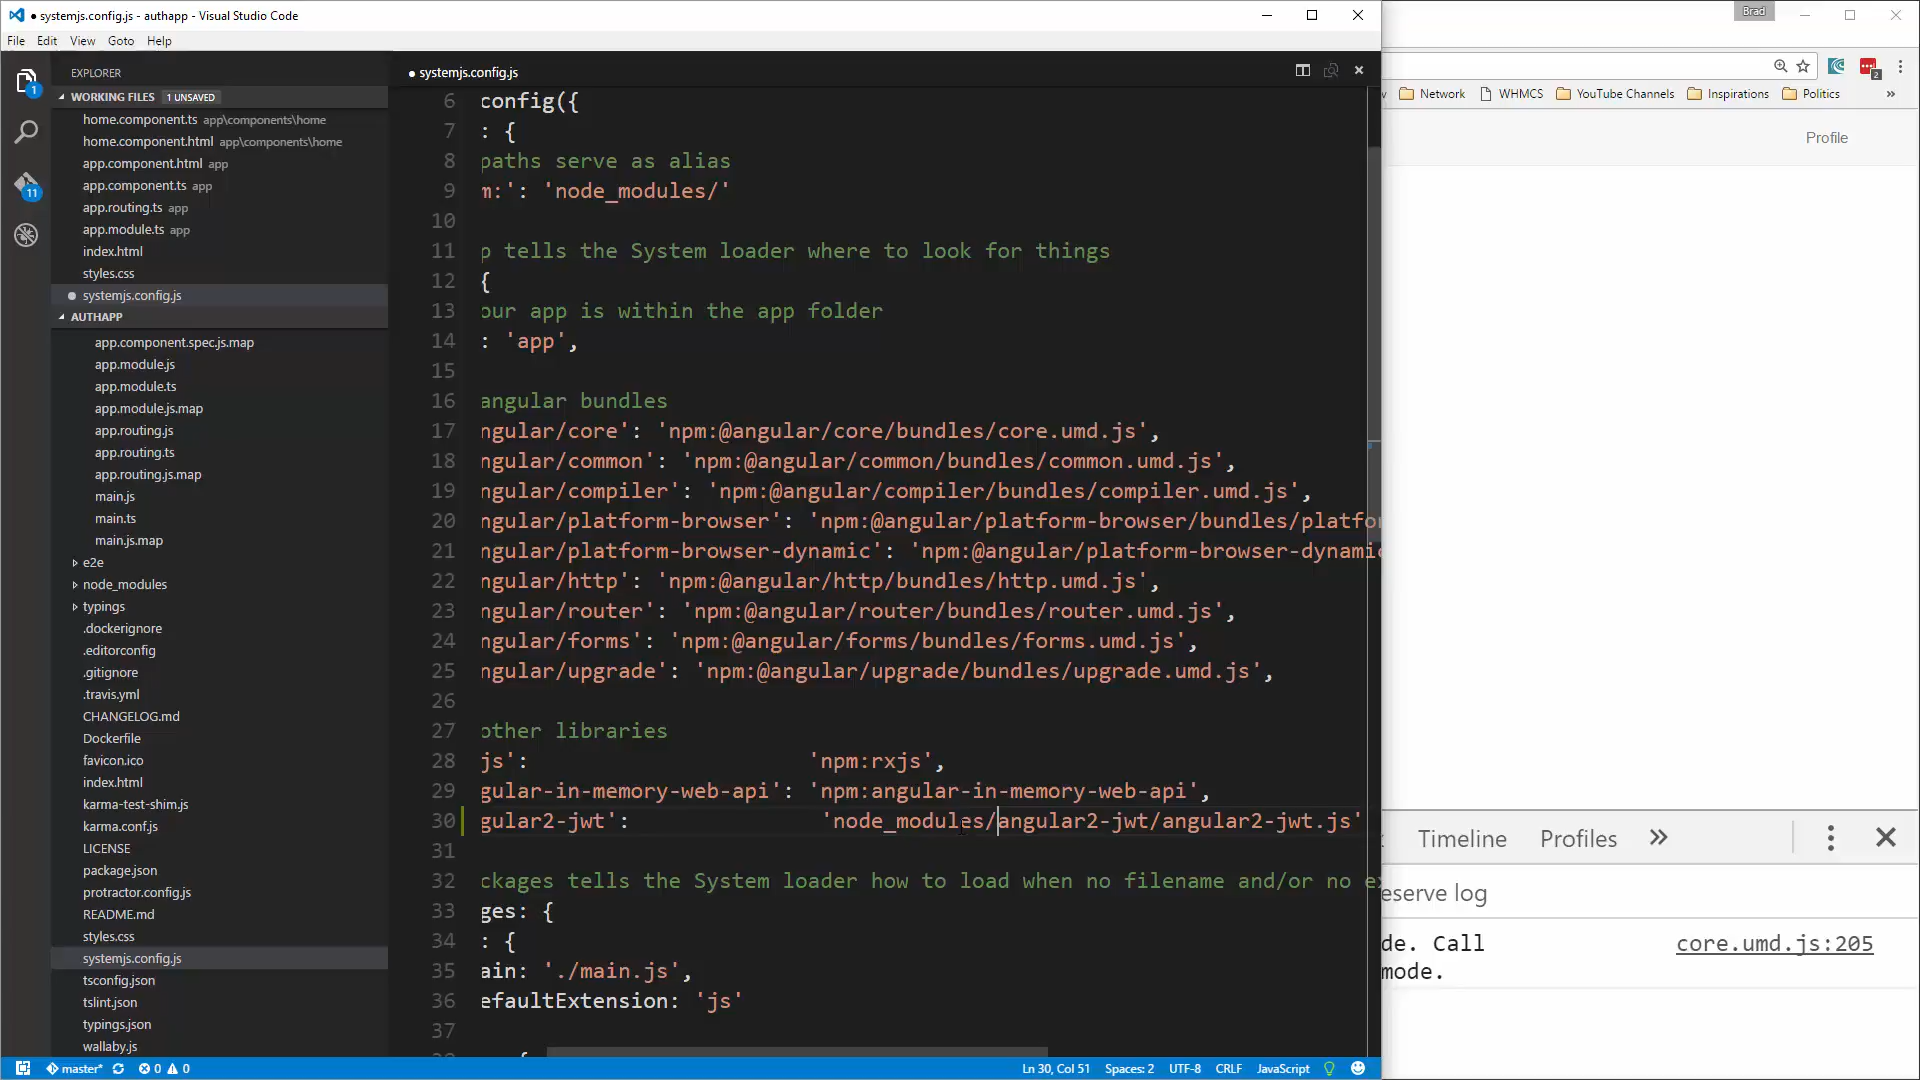 ● systemjs.config.js - authapp - Visual Studio Code
File Edit View Goto Help
EXPLORER
WORKING FILES 1 UNSAVED
home.component.ts app\components\home
home.component.html app\components\home
app.component.html app
app.component.ts app
app.routing.ts app
app.module.ts app
index.html
styles.css
systemjs.config.js
AUTHAPP
app.component.spec.js.map
app.module.js
app.module.ts
app.module.js.map
app.routing.js
app.routing.ts
app.routing.js.map
main.js
main.ts
main.js.map
e2e
node_modules
typings
.dockerignore
.editorconfig
.gitignore
.travis.yml
CHANGELOG.md
Dockerfile
favicon.ico
index.html
karma-test-shim.js
karma.conf.js
LICENSE
package.json
protractor.config.js
README.md
styles.css
systemjs.config.js
tsconfig.json
tslint.json
typings.json
wallaby.js
1
11
● systemjs.config.js
6 config({
7 : {
8 paths serve as alias
9 m:': 'node_modules/'
10
11 p tells the System loader where to look for things
12 {
13 our app is within the app folder
14 : 'app',
15
16 angular bundles
17 ngular/core': 'npm:@angular/core/bundles/core.umd.js',
18 ngular/common': 'npm:@angular/common/bundles/common.umd.js',
19 ngular/compiler': 'npm:@angular/compiler/bundles/compiler.umd.js',
20 ngular/platform-browser': 'npm:@angular/platform-browser/bundles/platfo
21 ngular/platform-browser-dynamic': 'npm:@angular/platform-browser-dynamic
22 ngular/http': 'npm:@angular/http/bundles/http.umd.js',
23 ngular/router': 'npm:@angular/router/bundles/router.umd.js',
24 ngular/forms': 'npm:@angular/forms/bundles/forms.umd.js',
25 ngular/upgrade': 'npm:@angular/upgrade/bundles/upgrade.umd.js',
26
27 other libraries
28 js': 'npm:rxjs',
29 gular-in-memory-web-api': 'npm:angular-in-memory-web-api',
30 gular2-jwt': 'node_modules/angular2-jwt/angular2-jwt.js'
31
32 ckages tells the System loader how to load when no filename and/or no ex
33 ges: {
34 : {
35 ain: './main.js',
36 efaultExtension: 'js'
37
master* 0 0
Ln 30, Col 51 Spaces: 2 UTF-8 CRLF JavaScript
Brad
2
Network WHMCS YouTube Channels Inspirations Politics »
Profile
Timeline Profiles »
eserve log
de. Call core.umd.js:205
mode.